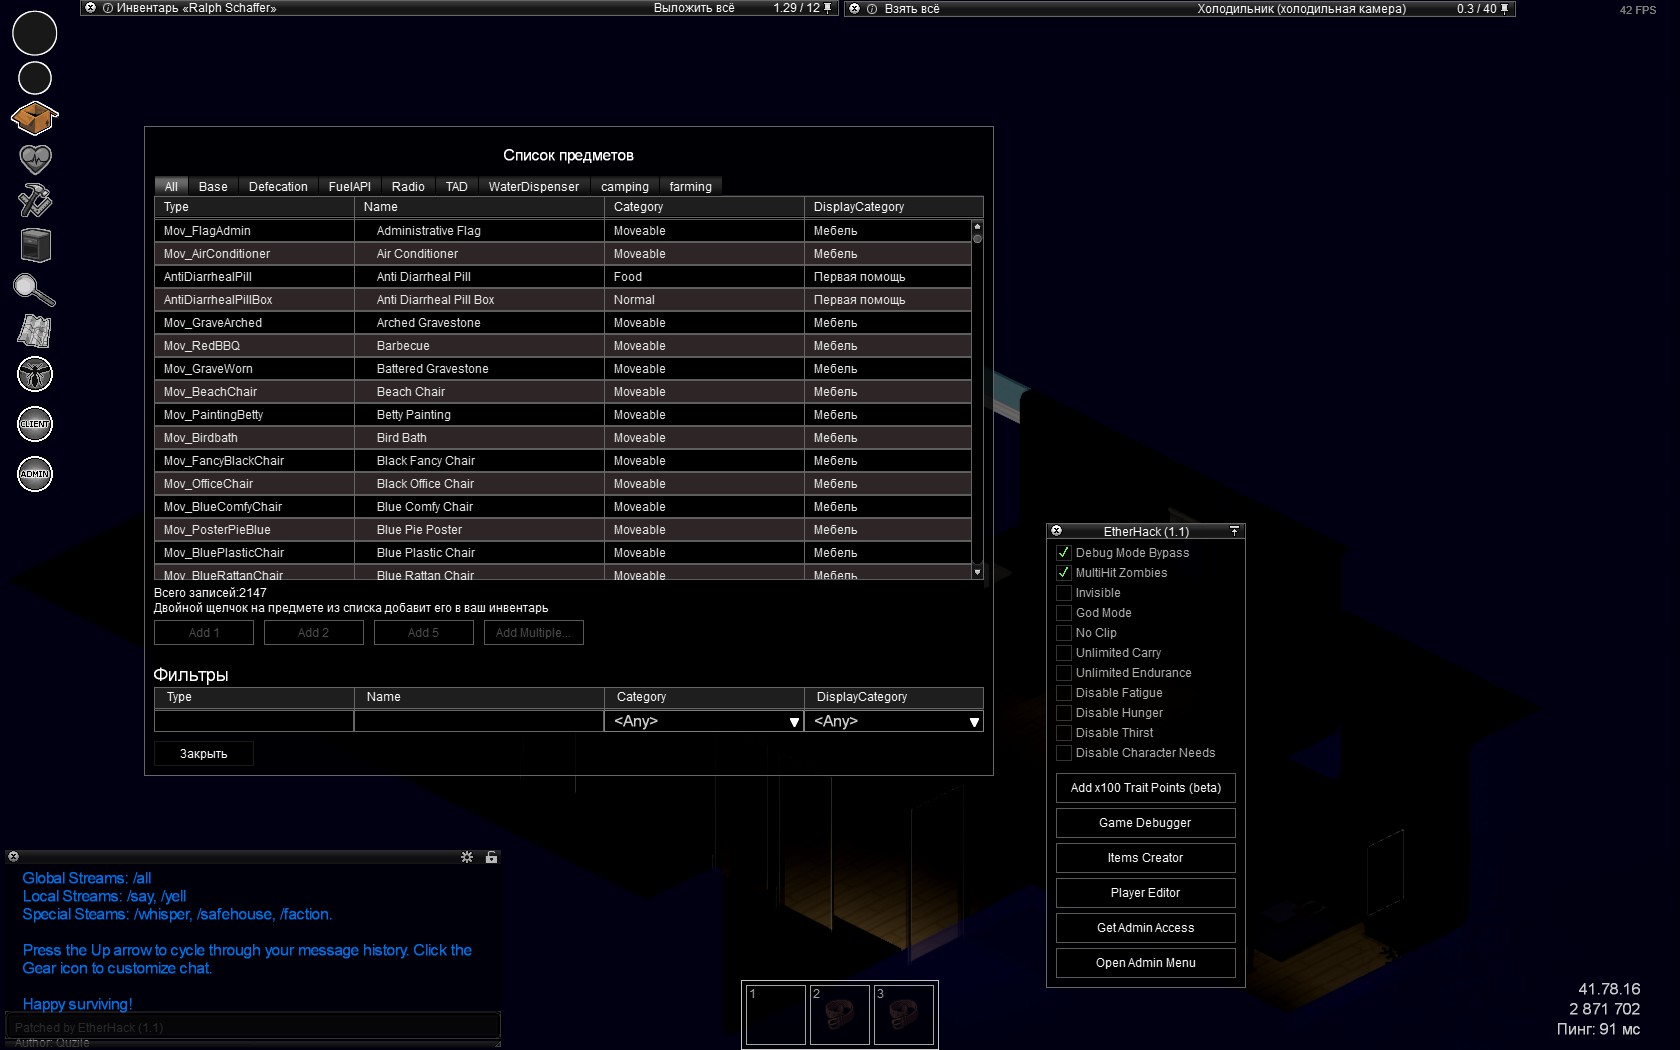 Инвентарь «Ralph Schaffer» Выложить всё 1.29 / 12
Взять всё Холодильник (холодильная камера) 0.3 / 40
42 FPS
Список предметов
All Base Defecation FuelAPI Radio TAD WaterDispenser camping farming
Type Name Category DisplayCategory
Mov_FlagAdmin Administrative Flag Moveable Мебель
Mov_AirConditioner Air Conditioner Moveable Мебель
AntiDiarrhealPill Anti Diarrheal Pill Food Первая помощь
AntiDiarrhealPillBox Anti Diarrheal Pill Box Normal Первая помощь
Mov_GraveArched Arched Gravestone Moveable Мебель
Mov_RedBBQ Barbecue Moveable Мебель
Mov_GraveWorn Battered Gravestone Moveable Мебель
Mov_BeachChair Beach Chair Moveable Мебель
Mov_PaintingBetty Betty Painting Moveable Мебель
Mov_Birdbath Bird Bath Moveable Мебель
Mov_FancyBlackChair Black Fancy Chair Moveable Мебель
Mov_OfficeChair Black Office Chair Moveable Мебель
Mov_BlueComfyChair Blue Comfy Chair Moveable Мебель
Mov_PosterPieBlue Blue Pie Poster Moveable Мебель
Mov_BluePlasticChair Blue Plastic Chair Moveable Мебель
Mov_BlueRattanChair Blue Rattan Chair Moveable Мебель
Всего записей:2147
Двойной щелчок на предмете из списка добавит его в ваш инвентарь
Add 1 Add 2 Add 5 Add Multiple...
Фильтры
Type Name Category DisplayCategory
<Any> <Any>
Закрыть
CLIENT
ADMIN
EtherHack (1.1)
Debug Mode Bypass
MultiHit Zombies
Invisible
God Mode
No Clip
Unlimited Carry
Unlimited Endurance
Disable Fatigue
Disable Hunger
Disable Thirst
Disable Character Needs
Add x100 Trait Points (beta)
Game Debugger
Items Creator
Player Editor
Get Admin Access
Open Admin Menu
Global Streams: /all
Local Streams: /say, /yell
Special Steams: /whisper, /safehouse, /faction.
Press the Up arrow to cycle through your message history. Click the
Gear icon to customize chat.
Happy surviving!
Patched by EtherHack (1.1)
Author: Quzile
1 2 3
41.78.16
2 871 702
Пинг: 91 мс